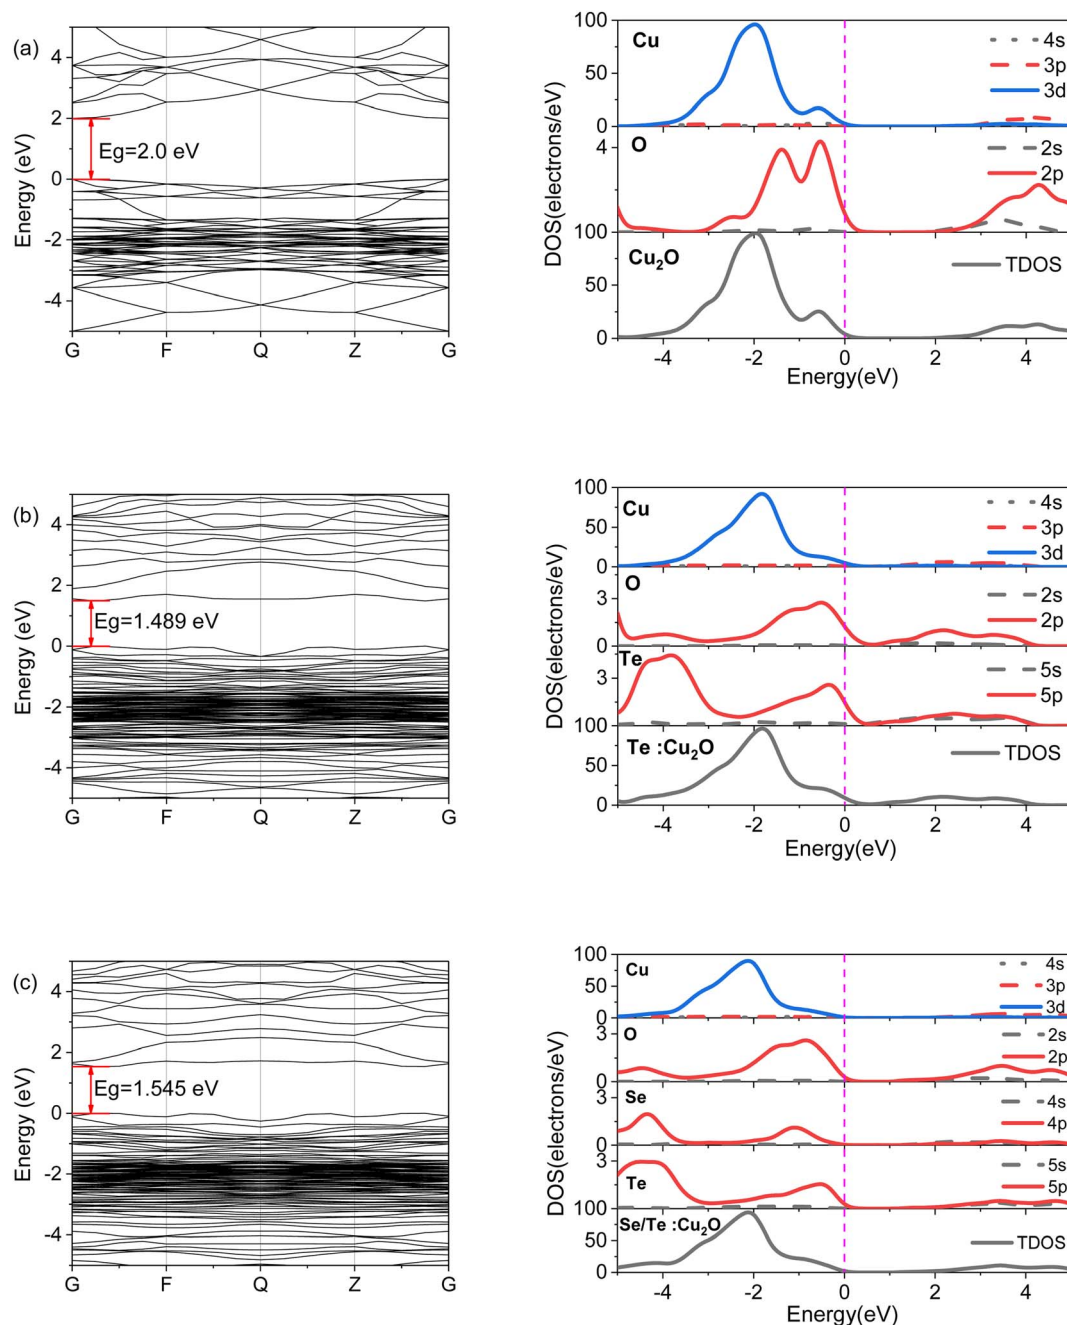 (a)
Energy (eV)
4
2
0
-2
-4
Eg=2.0 eV
G F Q Z G
DOS(electrons/eV)
100
50
0
Cu
4s
3p
3d
4
O
2s
2p
100
50
0
Cu₂O
TDOS
-4 -2 0 2 4
Energy(eV)
(b)
Energy (eV)
4
2
0
-2
-4
Eg=1.489 eV
G F Q Z G
DOS(electrons/eV)
100
50
0
Cu
4s
3p
3d
3
0
O
2s
2p
3
Te
5s
5p
100
50
0
Te :Cu₂O
TDOS
-4 -2 0 2 4
Energy(eV)
(c)
Energy (eV)
4
2
0
-2
-4
Eg=1.545 eV
G F Q Z G
DOS(electrons/eV)
100
50
0
Cu
4s
3p
3d
3
0
O
2s
2p
3
0
Se
4s
4p
3
Te
5s
5p
100
50
0
Se/Te :Cu₂O
TDOS
-4 -2 0 2 4
Energy(eV)